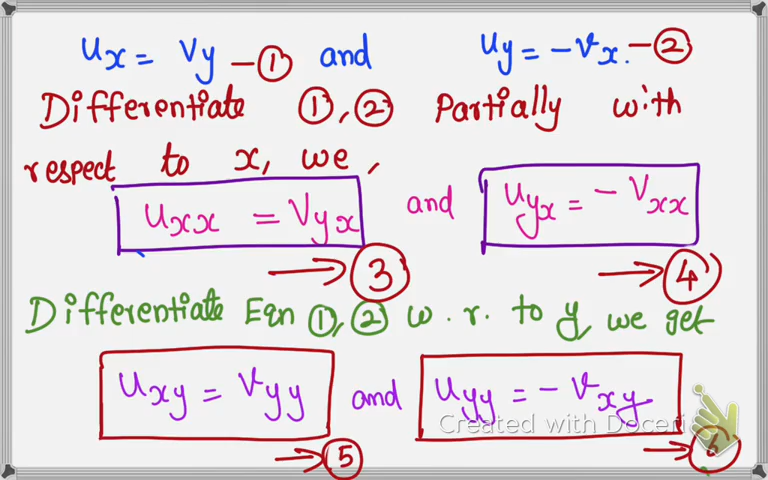 ux = vy — ① and uy = - vx. — ②
Differentiate ①, ② Partially with
respect to x, we,
uxx = vyx and uyx = - vxx
→ ③ → ④
Differentiate Eqn ①, ② w.r. to y, we get
uxy = vyy and uyy = - vxy
Created with Doceri
→ ⑤ → ⑥